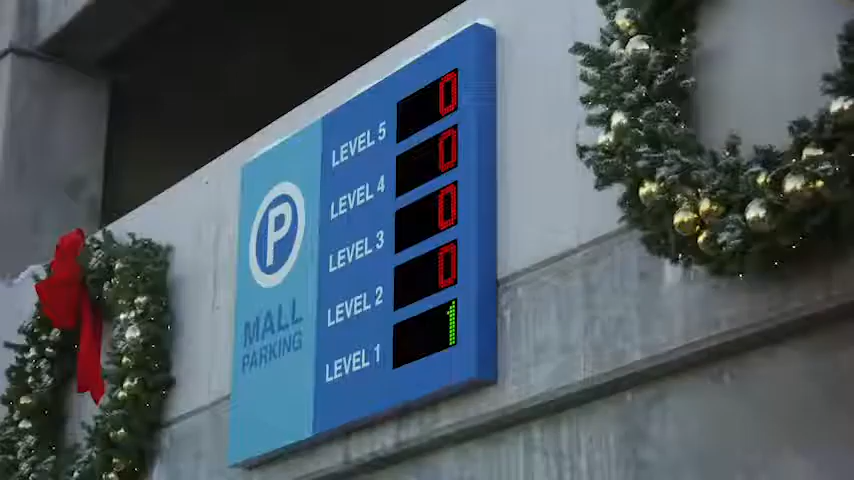 P
MALL
PARKING
LEVEL 5 0
LEVEL 4 0
LEVEL 3 0
LEVEL 2 0
LEVEL 1 1